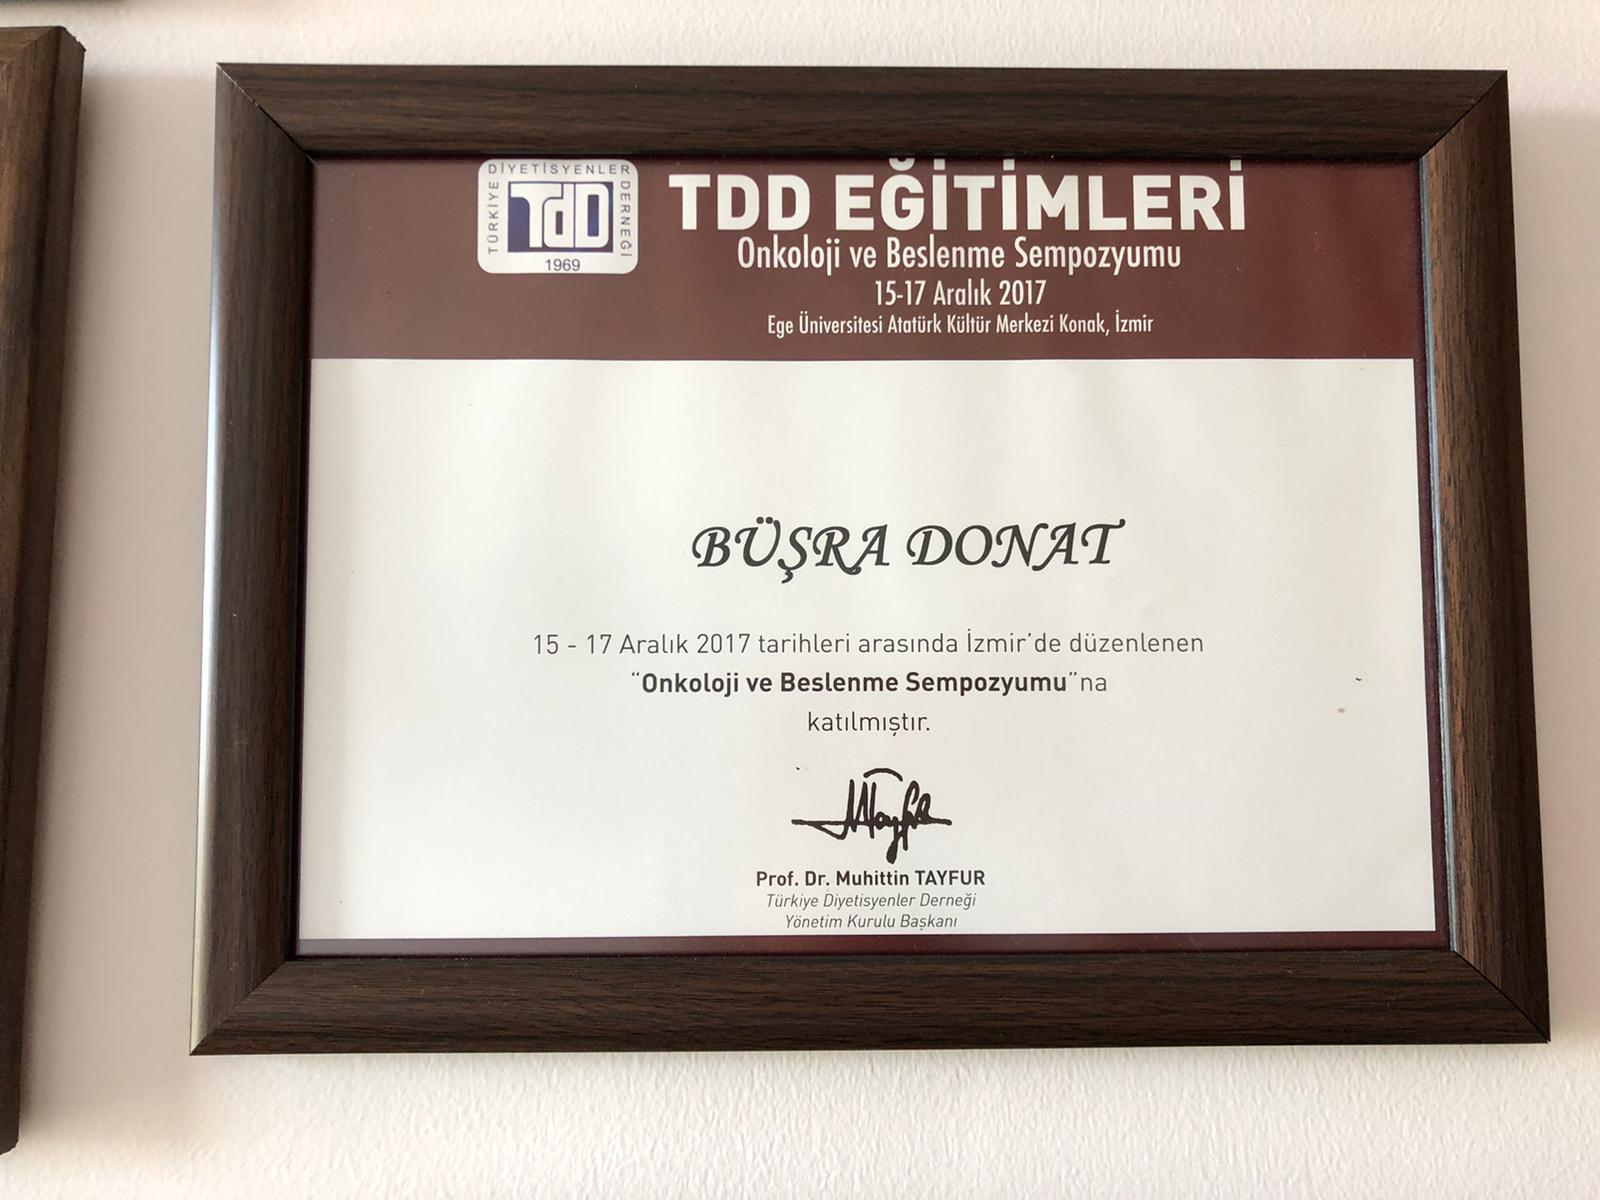 TÜRKİYE DİYETİSYENLER DERNEĞİ
TDD
1969
TDD EĞİTİMLERİ
Onkoloji ve Beslenme Sempozyumu
15-17 Aralık 2017
Ege Üniversitesi Atatürk Kültür Merkezi Konak, İzmir
BÜŞRA DONAT
15 - 17 Aralık 2017 tarihleri arasında İzmir'de düzenlenen
"Onkoloji ve Beslenme Sempozyumu"na
katılmıştır.
Prof. Dr. Muhittin TAYFUR
Türkiye Diyetisyenler Derneği
Yönetim Kurulu Başkanı